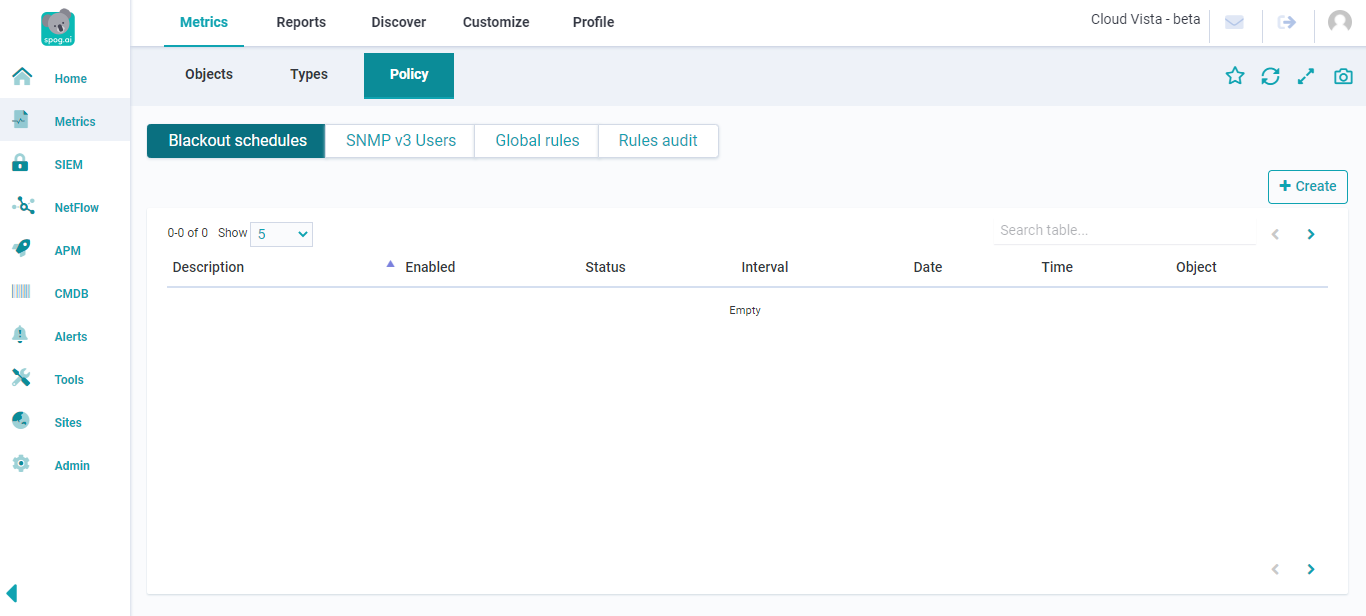 spog.ai
Metrics Reports Discover Customize Profile Cloud Vista - beta
Objects Types Policy
Home
Metrics
SIEM
NetFlow
APM
CMDB
Alerts
Tools
Sites
Admin
Blackout schedules SNMP v3 Users Global rules Rules audit
+ Create
0-0 of 0 Show 5 Search table...
Description Enabled Status Interval Date Time Object
Empty